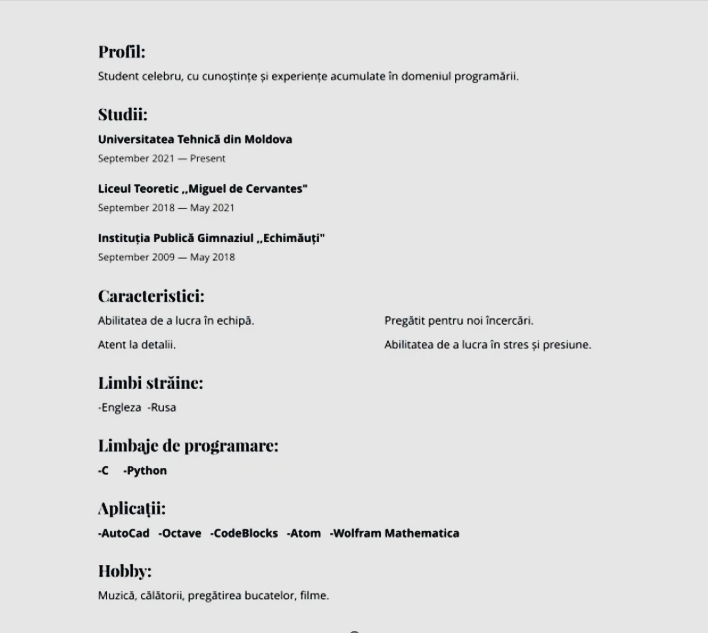 Profil:
Student celebru, cu cunoștințe și experiențe acumulate în domeniul programării.
Studii:
Universitatea Tehnică din Moldova
September 2021 — Present
Liceul Teoretic ,,Miguel de Cervantes"
September 2018 — May 2021
Instituția Publică Gimnaziul ,,Echimăuți"
September 2009 — May 2018
Caracteristici:
Abilitatea de a lucra în echipă. Pregătit pentru noi încercări.
Atent la detalii. Abilitatea de a lucra în stres și presiune.
Limbi străine:
-Engleza -Rusa
Limbaje de programare:
-C -Python
Aplicații:
-AutoCad -Octave -CodeBlocks -Atom -Wolfram Mathematica
Hobby:
Muzică, călătorii, pregătirea bucatelor, filme.